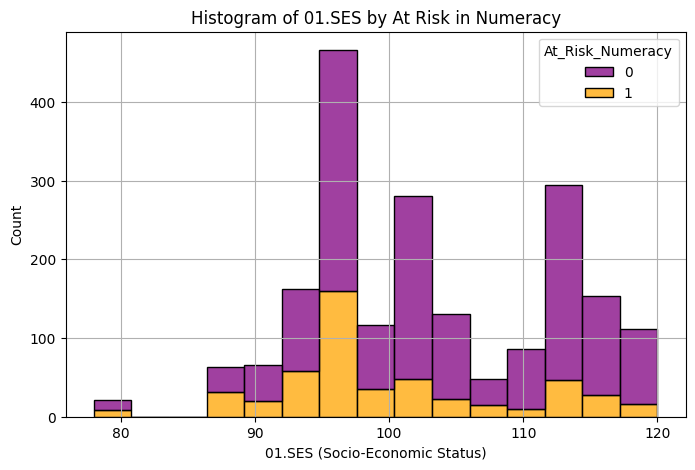 Histogram of 01.SES by At Risk in Numeracy
At_Risk_Numeracy
0
1
400
300
200
100
0
Count
80 90 100 110 120
01.SES (Socio-Economic Status)